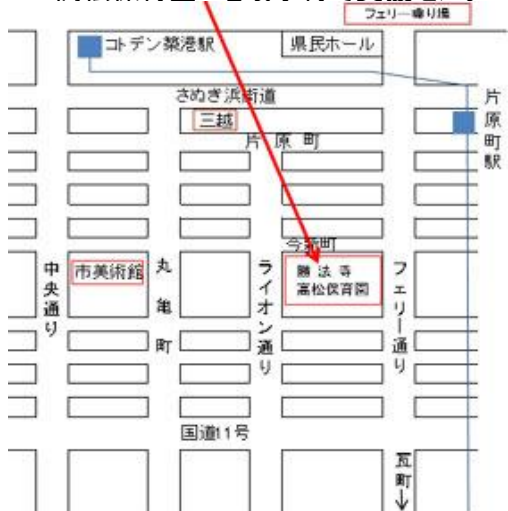 フェリー乗り場
コトデン築港駅
県民ホール
さぬき浜街道
三越
片原町
片原町駅
今新町
中央通り
市美術館
丸亀町
ライオン通り
勝法寺
高松保育園
フェリー通り
国道11号
瓦町↓